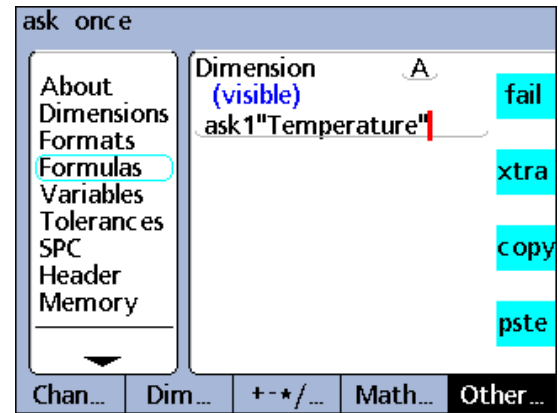 ask once
About
Dimensions
Formats
Formulas
Variables
Tolerances
SPC
Header
Memory
Dimension A
(visible)
ask1"Temperature"
fail
xtra
copy
pste
Chan... Dim... +-*/... Math... Other...